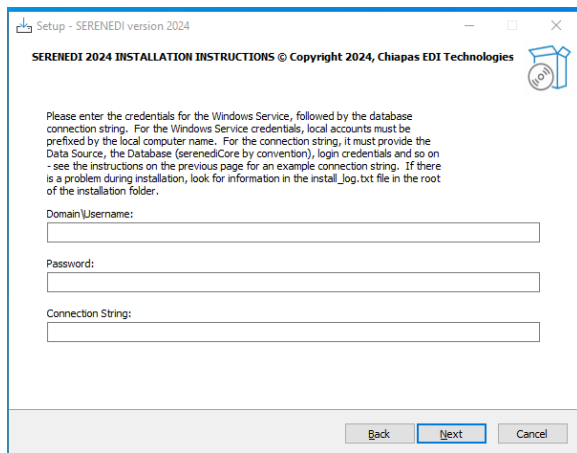 Setup - SERENEDI version 2024
SERENEDI 2024 INSTALLATION INSTRUCTIONS © Copyright 2024, Chiapas EDI Technologies
Please enter the credentials for the Windows Service, followed by the database
connection string. For the Windows Service credentials, local accounts must be
prefixed by the local computer name. For the connection string, it must provide the
Data Source, the Database (serenediCore by convention), login credentials and so on
- see the instructions on the previous page for an example connection string. If there
is a problem during installation, look for information in the install_log.txt file in the root
of the installation folder.
Domain\Username:
Password:
Connection String:
Back Next Cancel